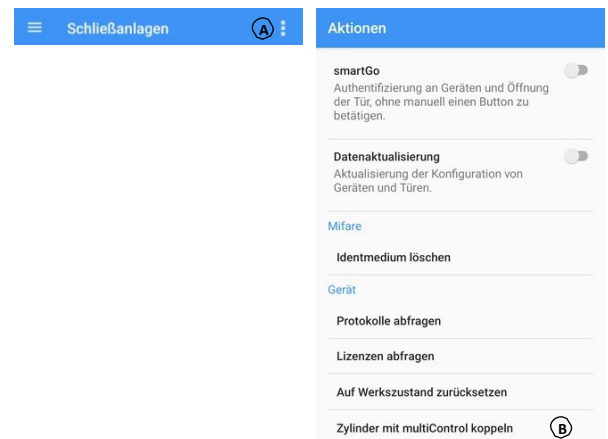 Schließanlagen
A
Aktionen
smartGo
Authentifizierung an Geräten und Öffnung
der Tür, ohne manuell einen Button zu
betätigen.
Datenaktualisierung
Aktualisierung der Konfiguration von
Geräten und Türen.
Mifare
Identmedium löschen
Gerät
Protokolle abfragen
Lizenzen abfragen
Auf Werkszustand zurücksetzen
Zylinder mit multiControl koppeln
B